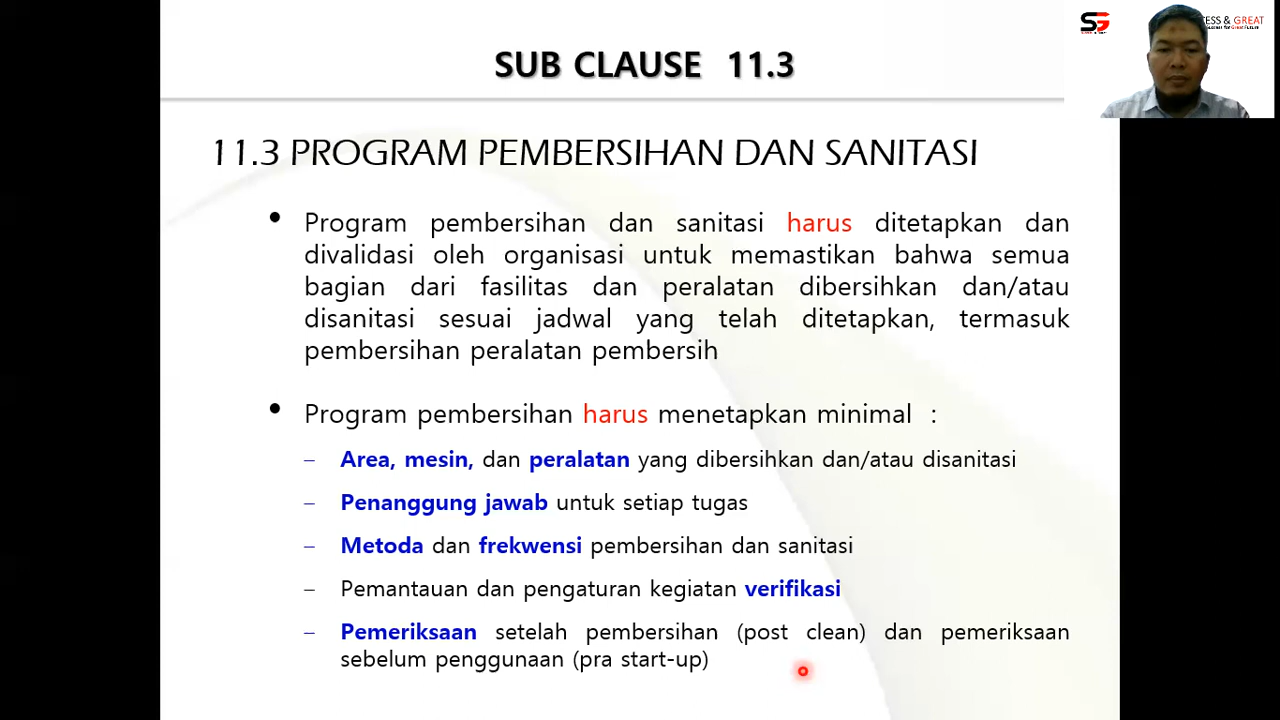 SG
CESS & GREAT
SUB CLAUSE 11.3
11.3 PROGRAM PEMBERSIHAN DAN SANITASI
• Program pembersihan dan sanitasi harus ditetapkan dan
divalidasi oleh organisasi untuk memastikan bahwa semua
bagian dari fasilitas dan peralatan dibersihkan dan/atau
disanitasi sesuai jadwal yang telah ditetapkan, termasuk
pembersihan peralatan pembersih
• Program pembersihan harus menetapkan minimal :
– Area, mesin, dan peralatan yang dibersihkan dan/atau disanitasi
– Penanggung jawab untuk setiap tugas
– Metoda dan frekwensi pembersihan dan sanitasi
– Pemantauan dan pengaturan kegiatan verifikasi
– Pemeriksaan setelah pembersihan (post clean) dan pemeriksaan
sebelum penggunaan (pra start-up)